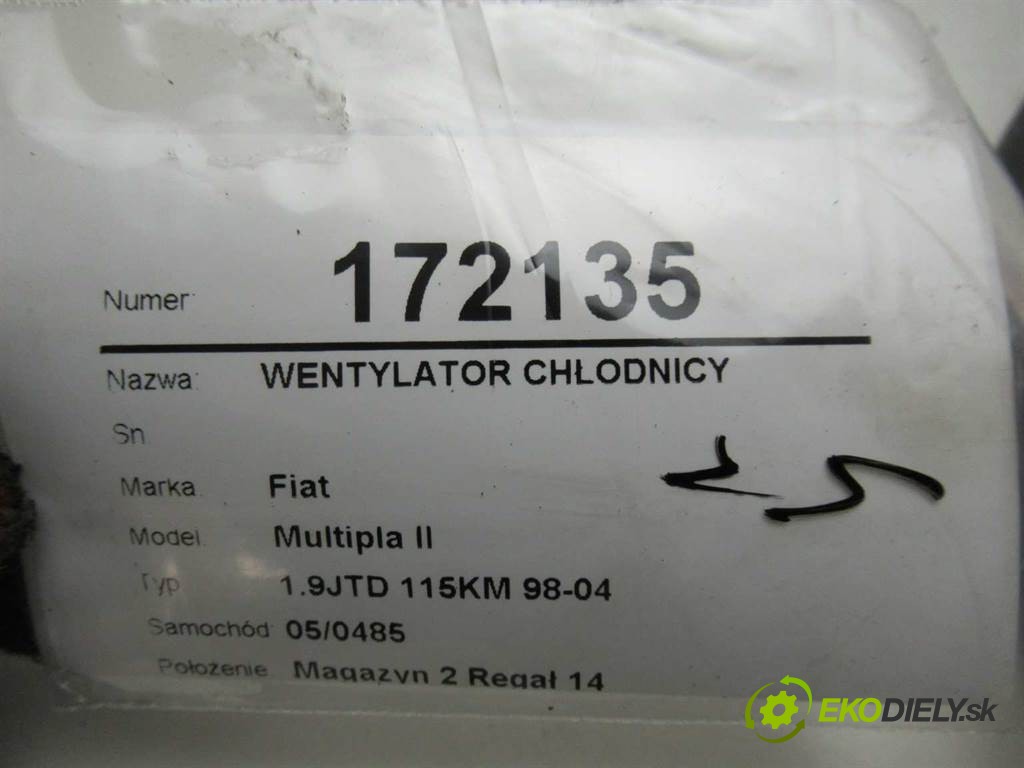 Numer: 172135
Nazwa: WENTYLATOR CHŁODNICY
Sn
Marka. Fiat
Model. Multipla II
Typ 1.9JTD 115KM 98-04
Samochód: 05/0485
Położenie Magazyn 2 Regał 14
25
EKODIELY.sk